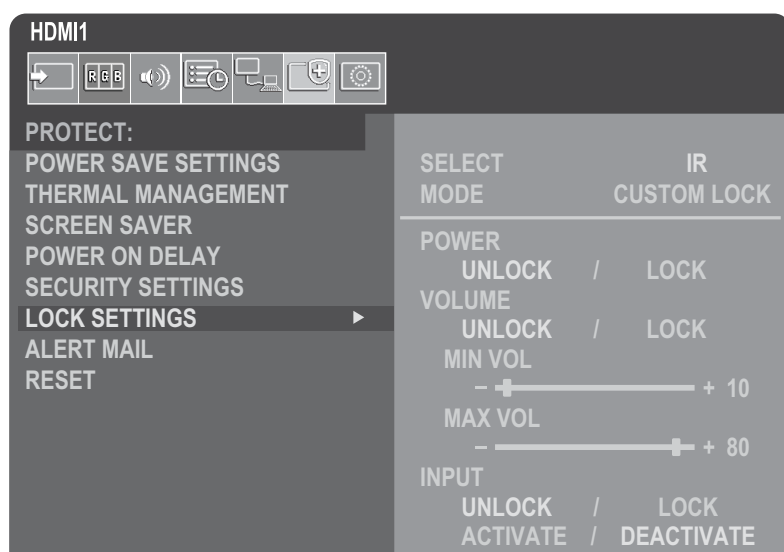 HDMI1
R G B
PROTECT:
POWER SAVE SETTINGS
THERMAL MANAGEMENT
SCREEN SAVER
POWER ON DELAY
SECURITY SETTINGS
LOCK SETTINGS
ALERT MAIL
RESET
SELECT IR
MODE CUSTOM LOCK
POWER
UNLOCK / LOCK
VOLUME
UNLOCK / LOCK
MIN VOL
– + 10
MAX VOL
– + 80
INPUT
UNLOCK / LOCK
ACTIVATE / DEACTIVATE